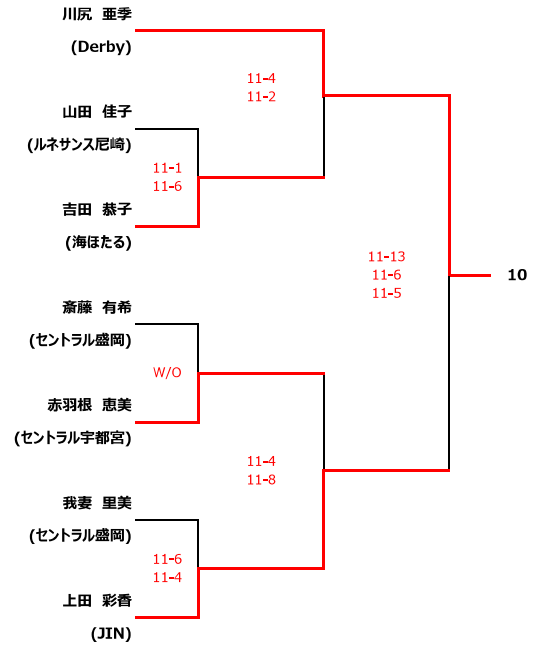 川尻 亜季
(Derby)
11-4
11-2
山田 佳子
(ルネサンス尼崎)
11-1
11-6
吉田 恭子
(海ほたる)
11-13
11-6
11-5
10
斎藤 有希
(セントラル盛岡)
W/O
赤羽根 恵美
(セントラル宇都宮)
11-4
11-8
我妻 里美
(セントラル盛岡)
11-6
11-4
上田 彩香
(JIN)